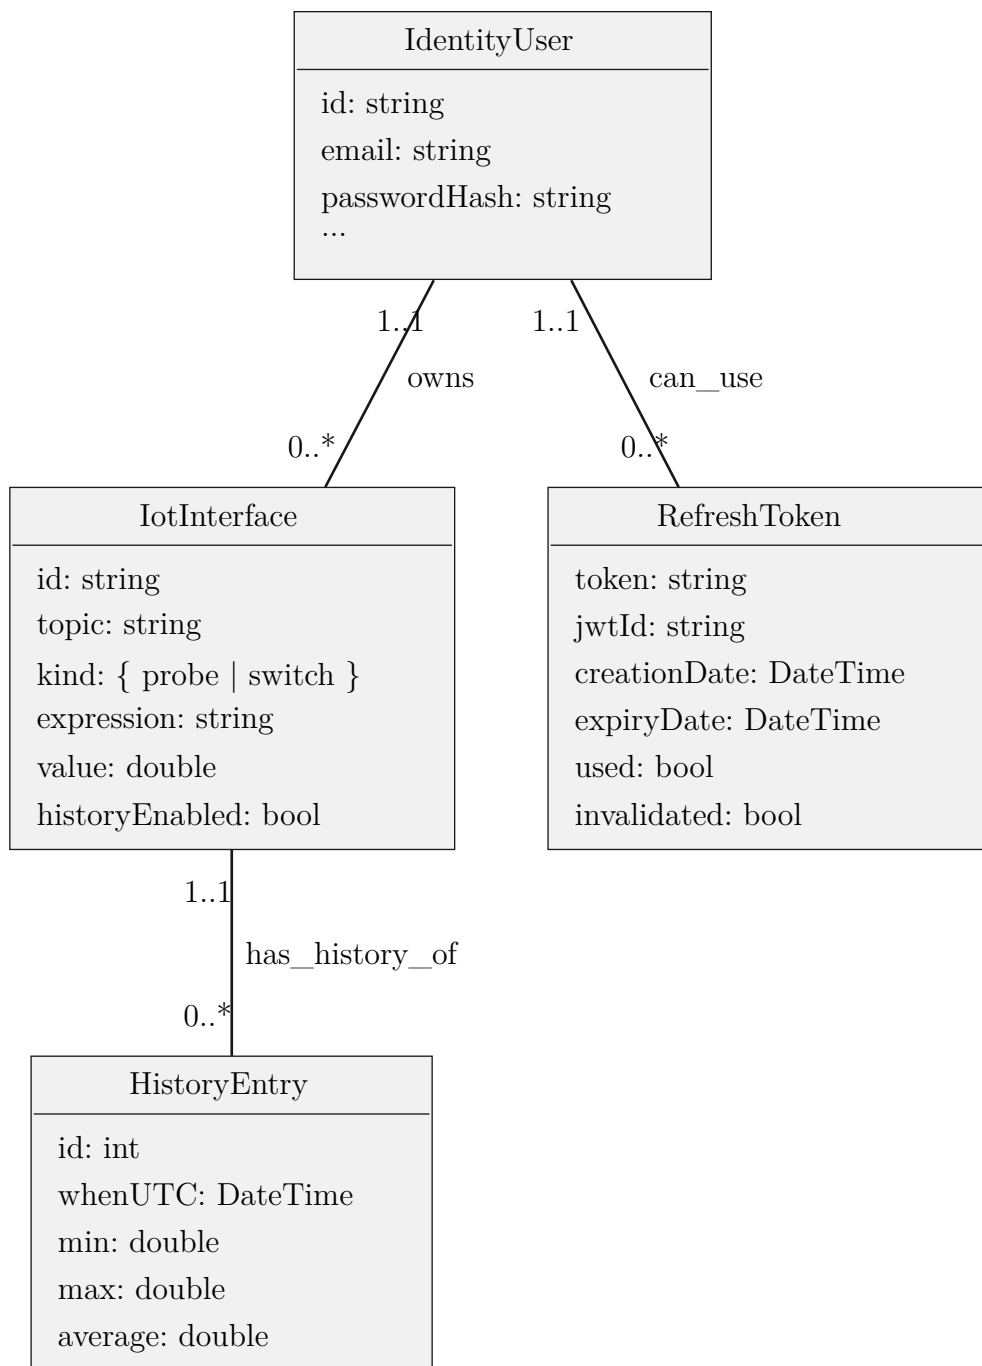 IdentityUser
id: string
email: string
passwordHash: string
...
1..1
1..1
owns
can_use
0..*
0..*
IotInterface
id: string
topic: string
kind: { probe | switch }
expression: string
value: double
historyEnabled: bool
RefreshToken
token: string
jwtId: string
creationDate: DateTime
expiryDate: DateTime
used: bool
invalidated: bool
1..1
has_history_of
0..*
HistoryEntry
id: int
whenUTC: DateTime
min: double
max: double
average: double